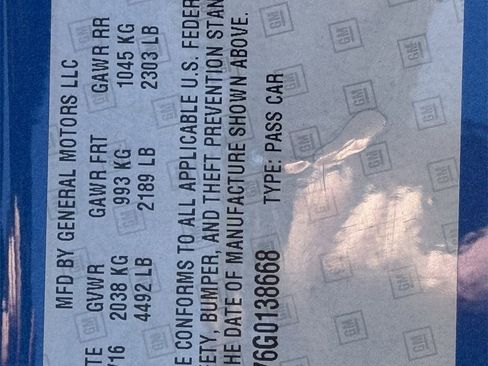 MFD BY GENERAL MOTORS LLC
TE GVWR GAWR FRT GAWR RR
716 2038 KG 993 KG 1045 KG
4492 LB 2189 LB 2303 LB
E CONFORMS TO ALL APPLICABLE U.S. FEDER
ETY, BUMPER, AND THEFT PREVENTION STAN
HE DATE OF MANUFACTURE SHOWN ABOVE.
76G0138668 TYPE: PASS CAR